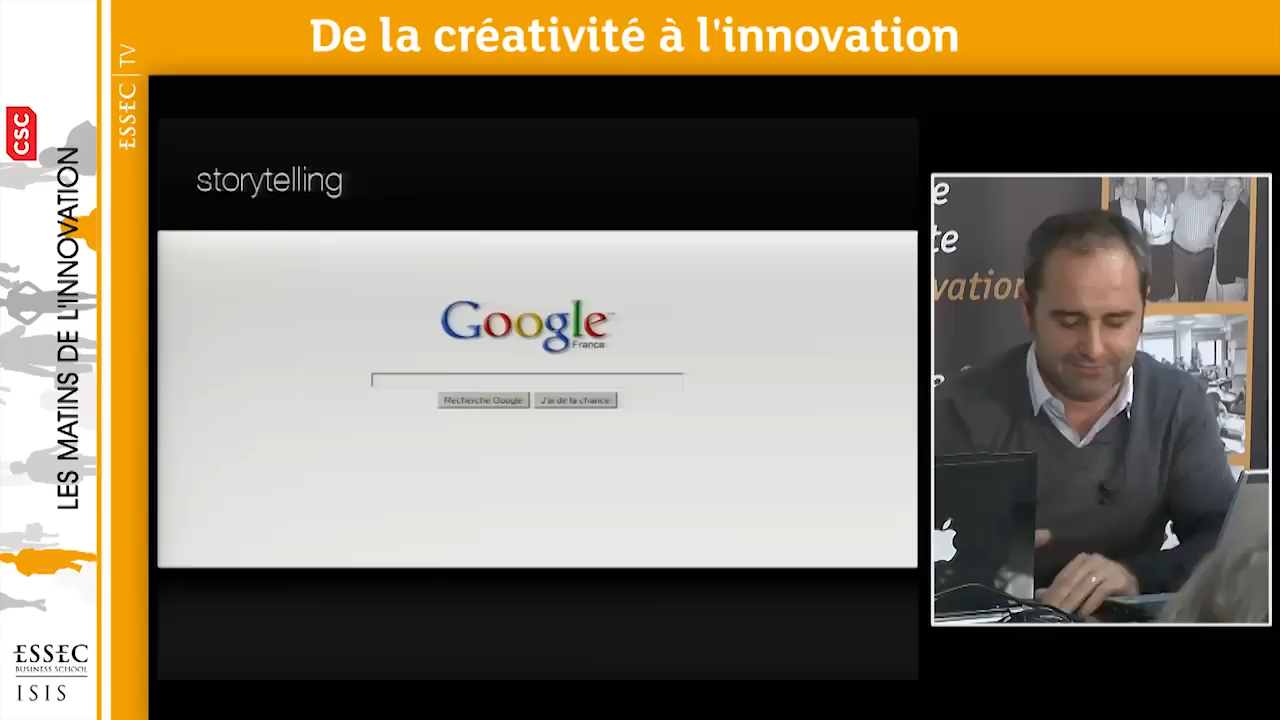 De la créativité à l'innovation
ESSEC | TV
CSC
LES MATINS DE L'INNOVATION
storytelling
Google
France
Recherche Google
J'ai de la chance
e
te
vation
ESSEC
BUSINESS SCHOOL
ISIS